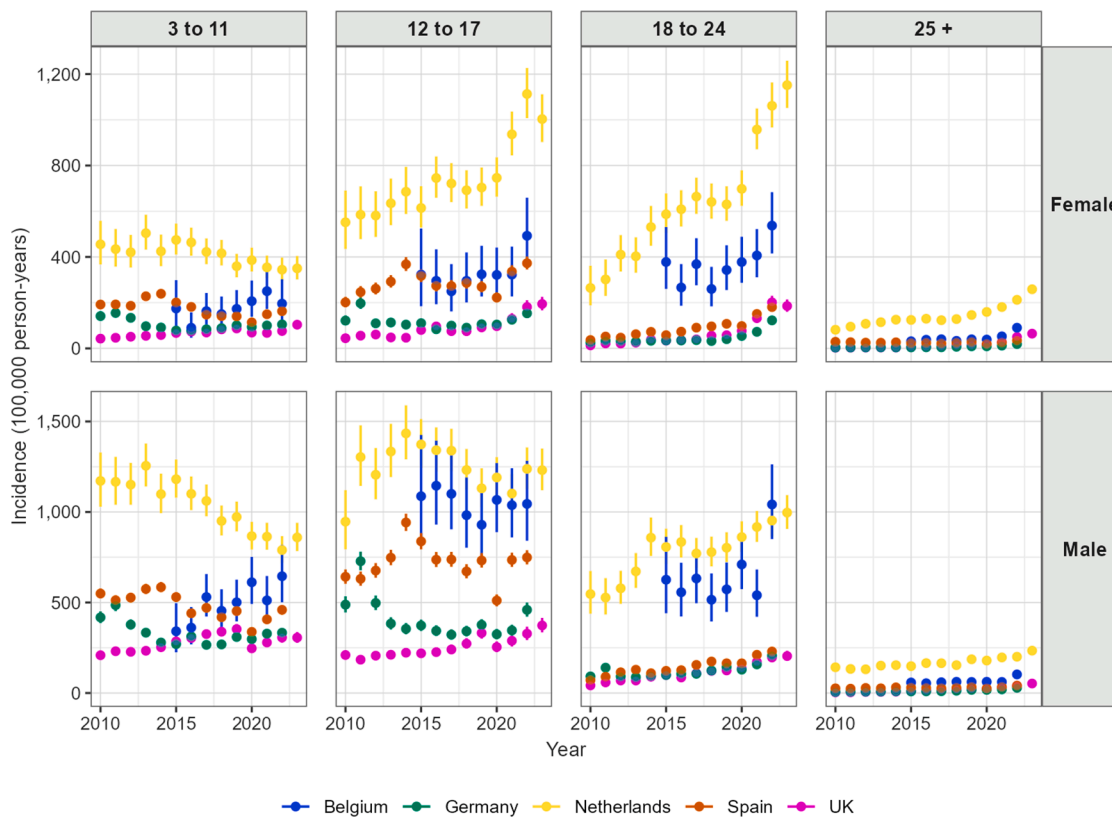 3 to 11 12 to 17 18 to 24 25 +
1,200
800
400
0
Female
Incidence (100,000 person-years)
1,500
1,000
500
0
Male
2010 2015 2020 2010 2015 2020 2010 2015 2020 2010 2015 2020
Year
Belgium Germany Netherlands Spain UK